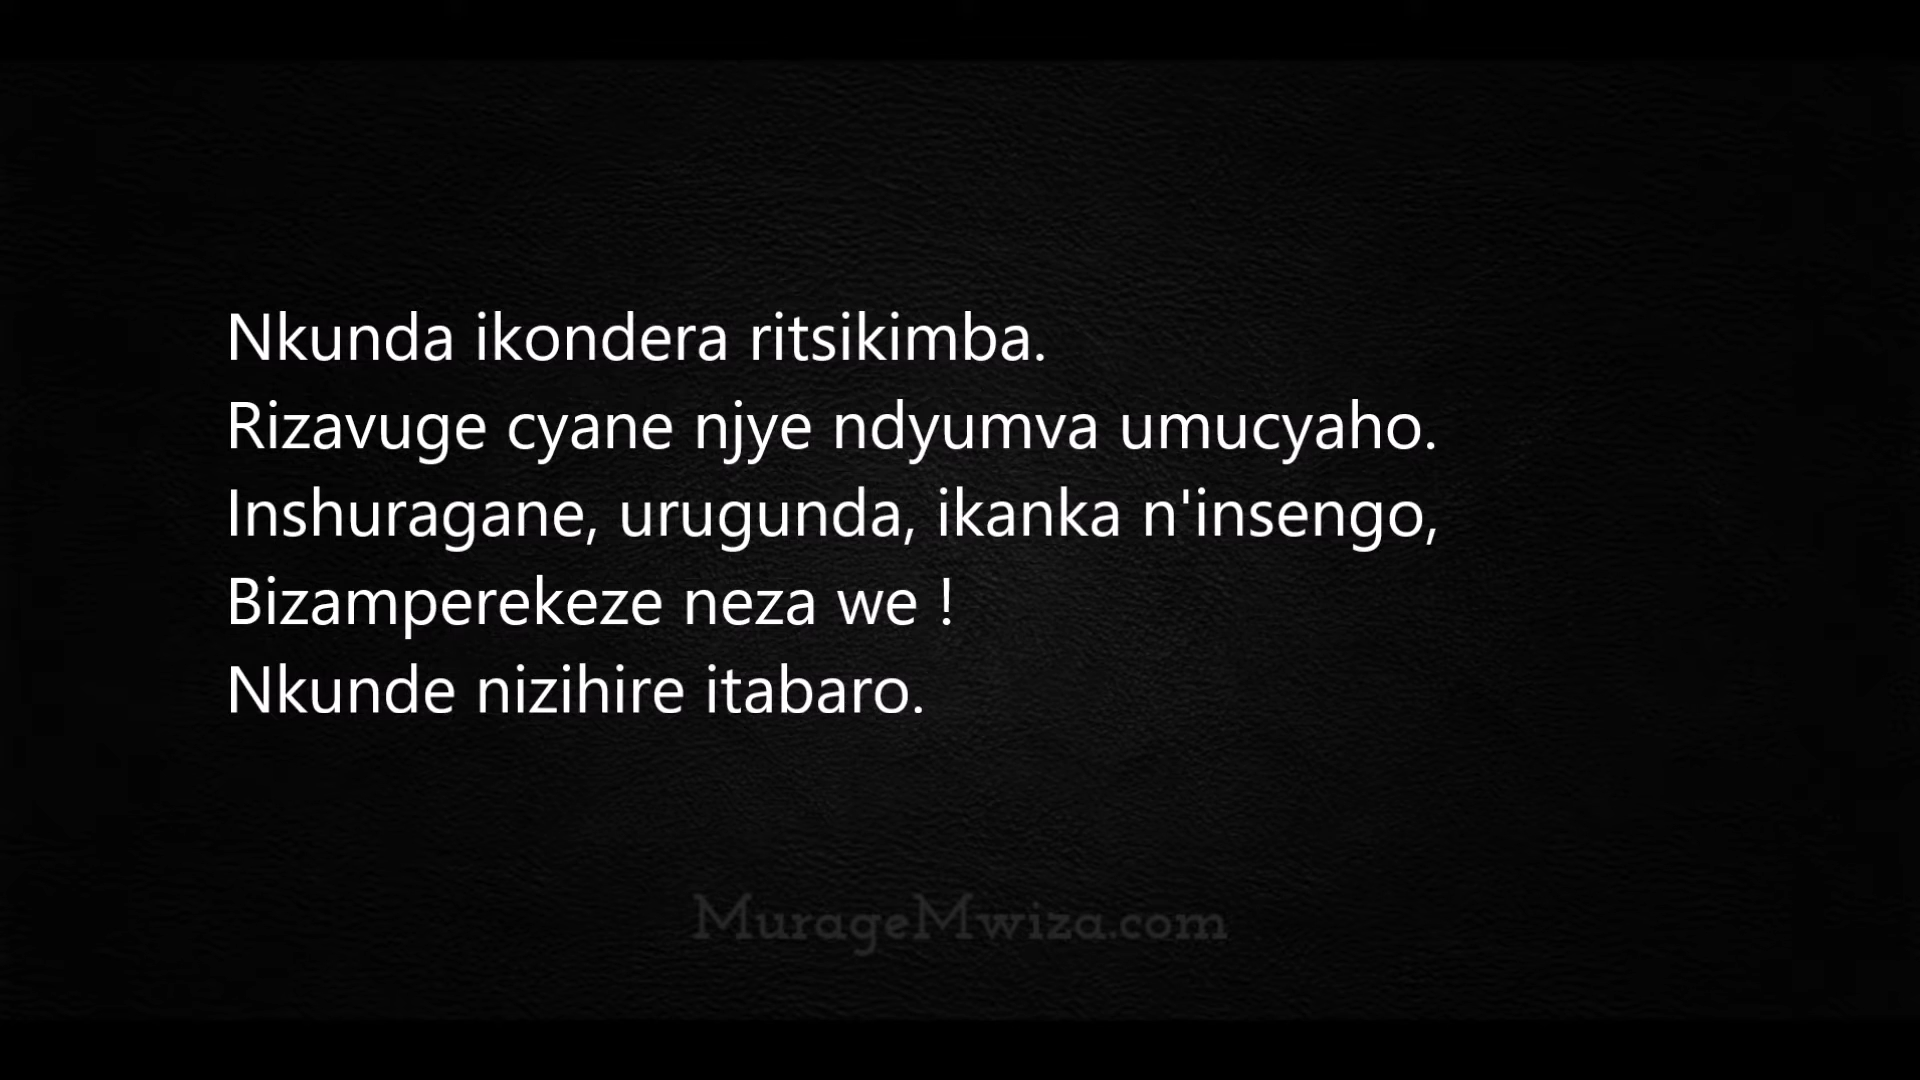 Nkunda ikondera ritsikimba.
Rizavuge cyane njye ndyumva umucyaho.
Inshuragane, urugunda, ikanka n'insengo,
Bizamperekeze neza we !
Nkunde nizihire itabaro.
MurageMwiza.com